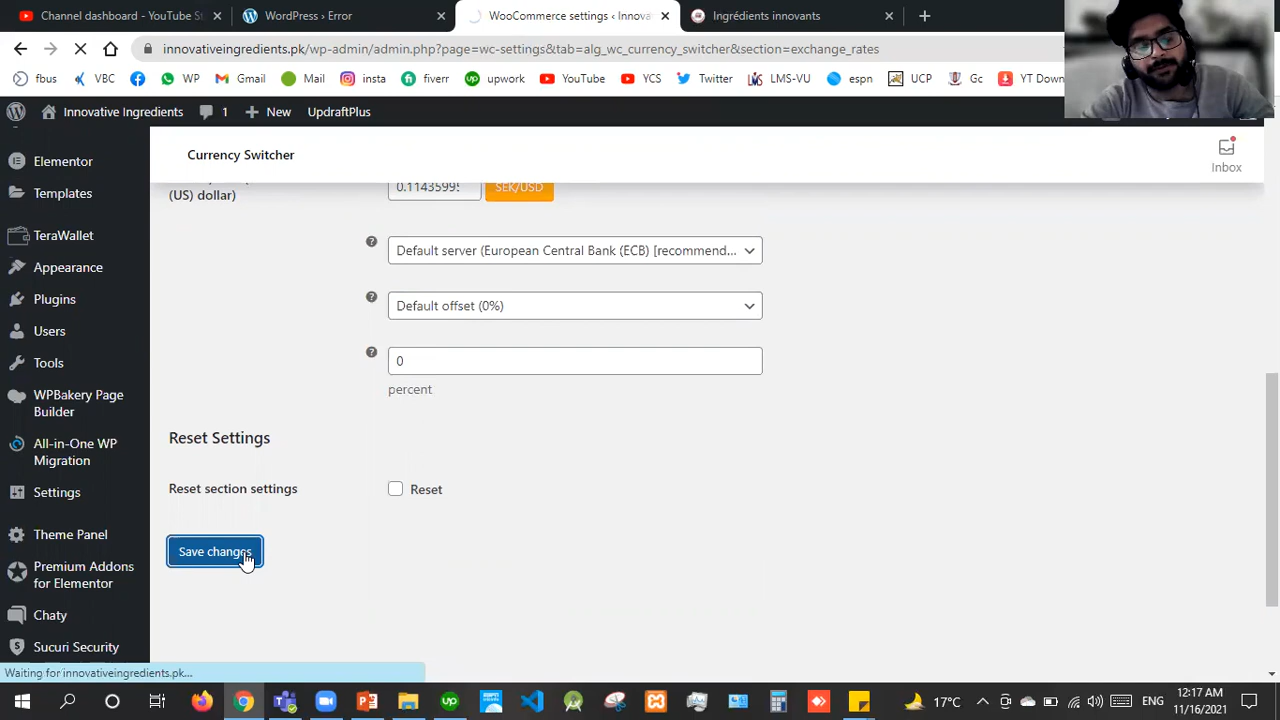 Channel dashboard - YouTube St
WordPress › Error
WooCommerce settings ‹ Innova
Ingrédients innovants
innovativeingredients.pk/wp-admin/admin.php?page=wc-settings&tab=alg_wc_currency_switcher&section=exchange_rates
fbus
VBC
WP
Gmail
Mail
insta
fiverr
upwork
YouTube
YCS
Twitter
LMS-VU
espn
UCP
Gc
YT Down
Innovative Ingredients
1
New
UpdraftPlus
Elementor
Templates
TeraWallet
Appearance
Plugins
Users
Tools
WPBakery Page
Builder
All-in-One WP
Migration
Settings
Theme Panel
Premium Addons
for Elementor
Chaty
Sucuri Security
Currency Switcher
Inbox
(US) dollar)
SEK/USD
Default server (European Central Bank (ECB) [recommend...
Default offset (0%)
0
percent
Reset Settings
Reset section settings
Reset
Save changes
Waiting for innovativeingredients.pk...
17°C
ENG
12:17 AM
11/16/2021